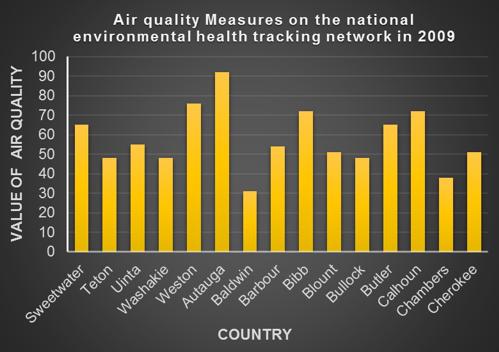 Air quality Measures on the national
environmental health tracking network in 2009
VALUE OF AIR QUALITY
100
90
80
70
60
50
40
30
20
10
0
Sweetwater
Teton
Uinta
Washakie
Weston
Autauga
Baldwin
Barbour
Bibb
Blount
Bullock
Butler
Calhoun
Chambers
Cherokee
COUNTRY